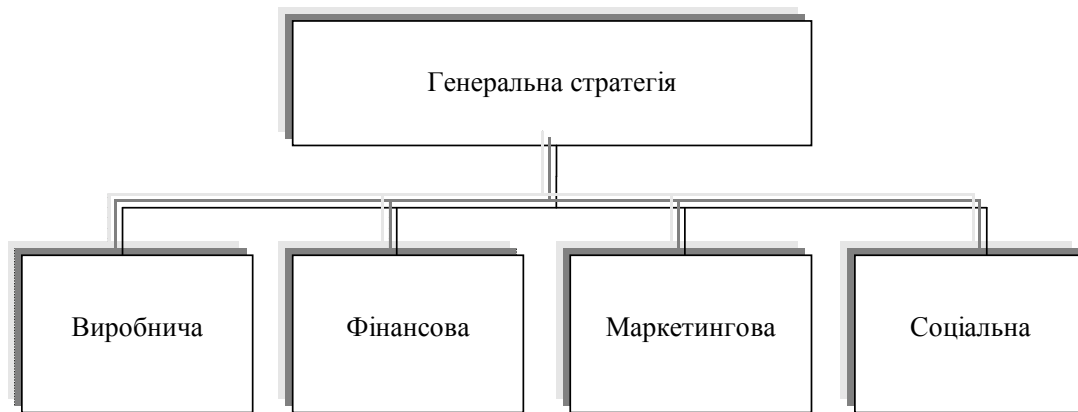 Генеральна стратегія
Виробнича
Фінансова
Маркетингова
Соціальна